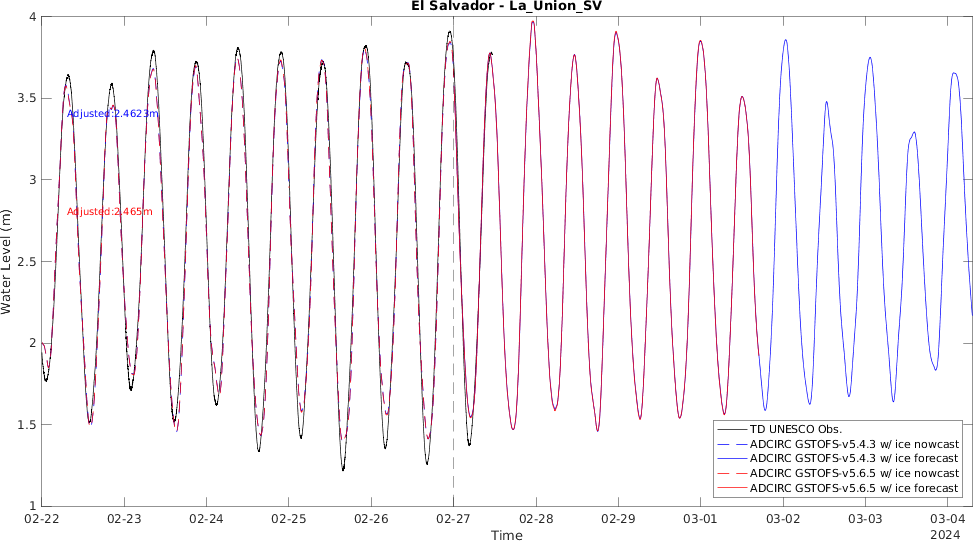 El Salvador - La_Union_SV
4
3.5
3
2.5
2
1.5
1
Water Level (m)
Adjusted:2.4623m
Adjusted:2.465m
TD UNESCO Obs.
ADCIRC GSTOFS-v5.4.3 w/ ice nowcast
ADCIRC GSTOFS-v5.4.3 w/ ice forecast
ADCIRC GSTOFS-v5.6.5 w/ ice nowcast
ADCIRC GSTOFS-v5.6.5 w/ ice forecast
02-22 02-23 02-24 02-25 02-26 02-27 02-28 02-29 03-01 03-02 03-03 03-04
2024
Time